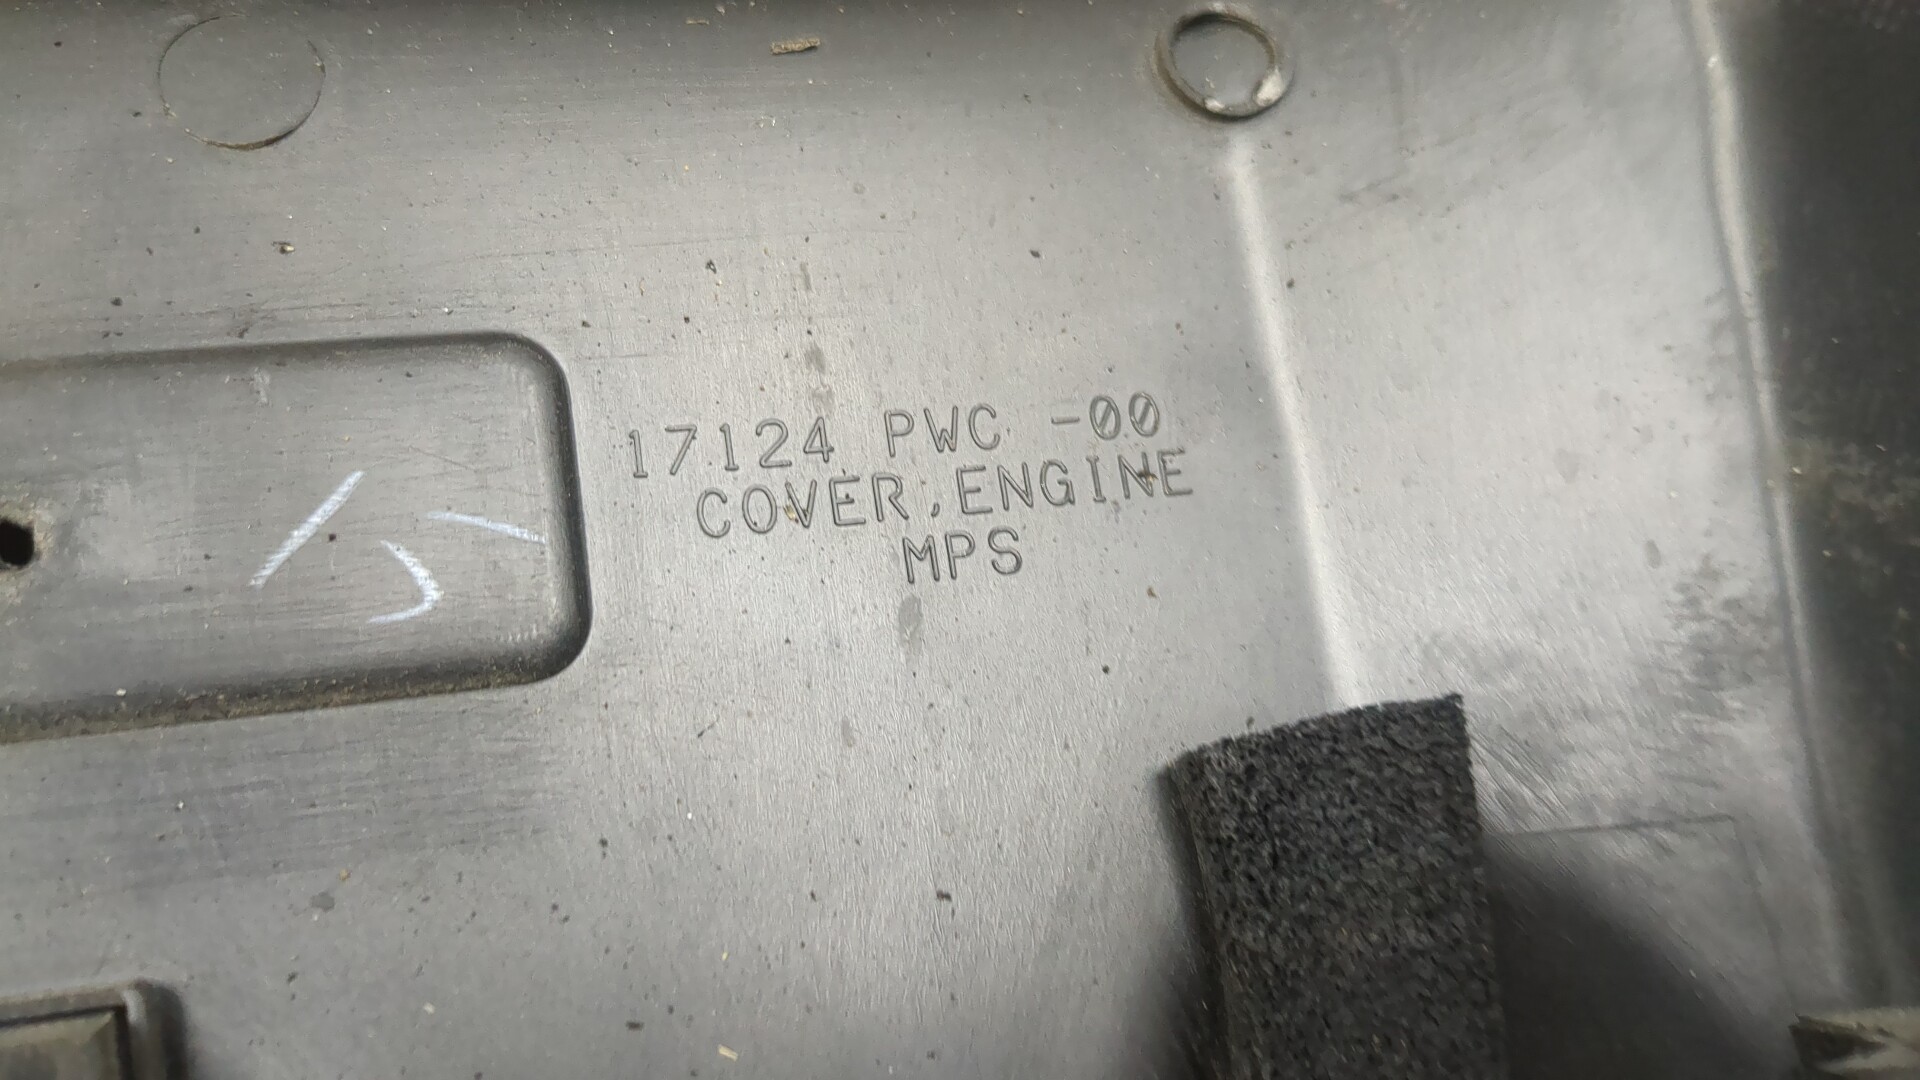 17124 PWC -00
COVER, ENGINE
MPS